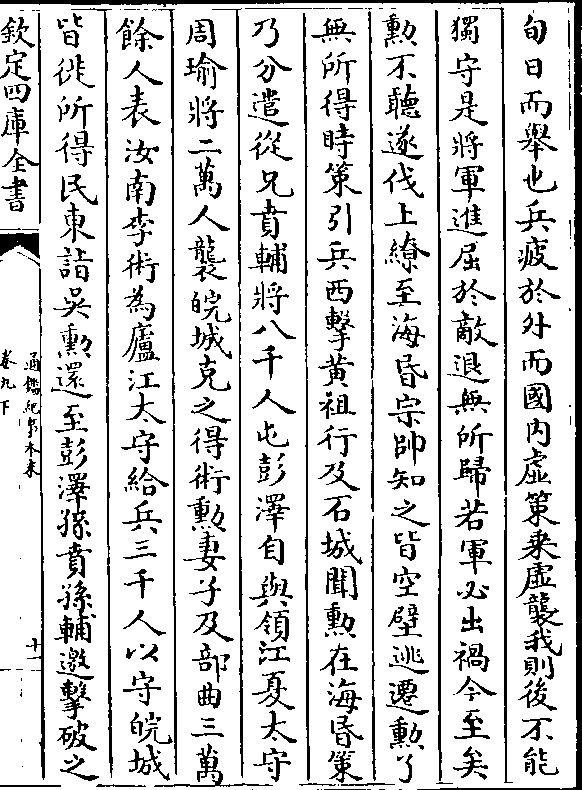 旬日而舉也兵疲於外而國内虛策乗虛襲我則後不能
獨守是將軍進屈於敵退無所歸若軍必出禍今至矣
勲不聽遂伐上繚至海昏宗帥知之皆空壁逃遷勲了
無所得時策引兵西擊黄祖行及石城聞勲在海昏策
乃分遣從兄賁輔將八千人屯彭澤自與領江夏太守
周瑜將二萬人襲皖城克之得術勲妻子及部曲三萬
餘人表汝南李術為廬江太守給兵三千人以守皖城
皆徙所得民東詣吳勲還至彭澤孫賁孫輔邀擊破之
欽定四庫全書
通鑑紀事本末
卷九下
十一